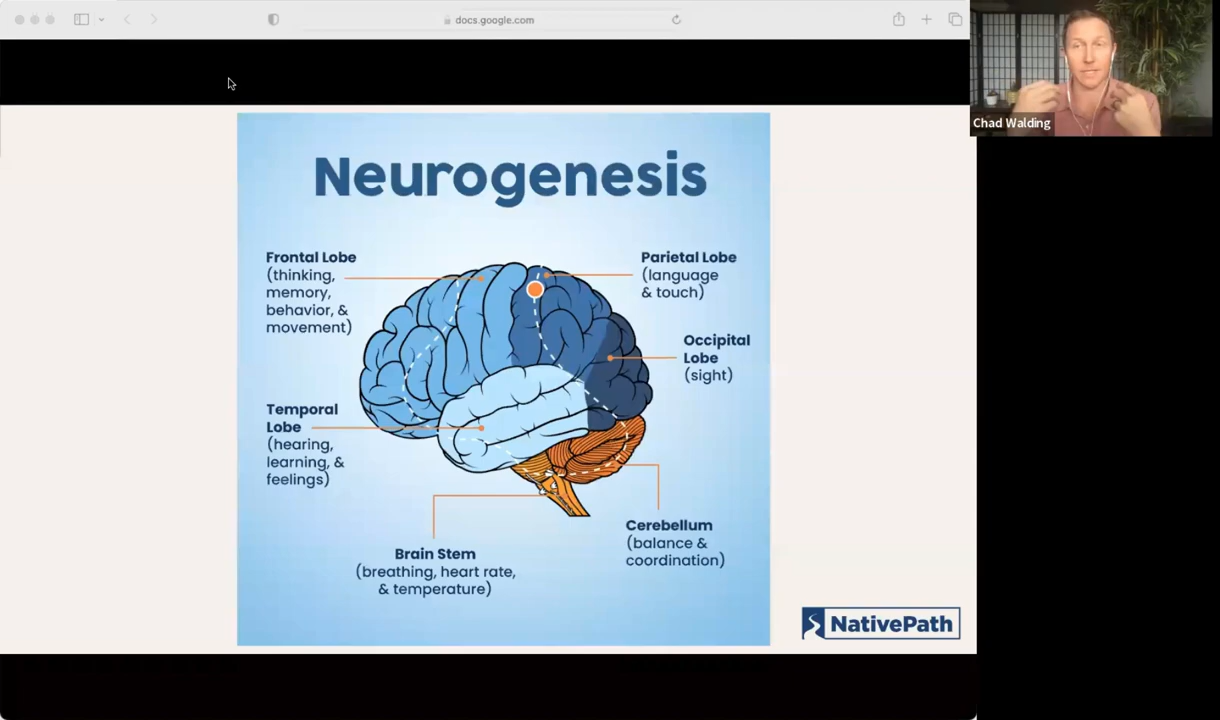 docs.google.com
Chad Walding
Neurogenesis
Frontal Lobe
(thinking,
memory,
behavior, &
movement)
Parietal Lobe
(language
& touch)
Occipital
Lobe
(sight)
Temporal
Lobe
(hearing,
learning, &
feelings)
Cerebellum
(balance &
coordination)
Brain Stem
(breathing, heart rate,
& temperature)
NativePath